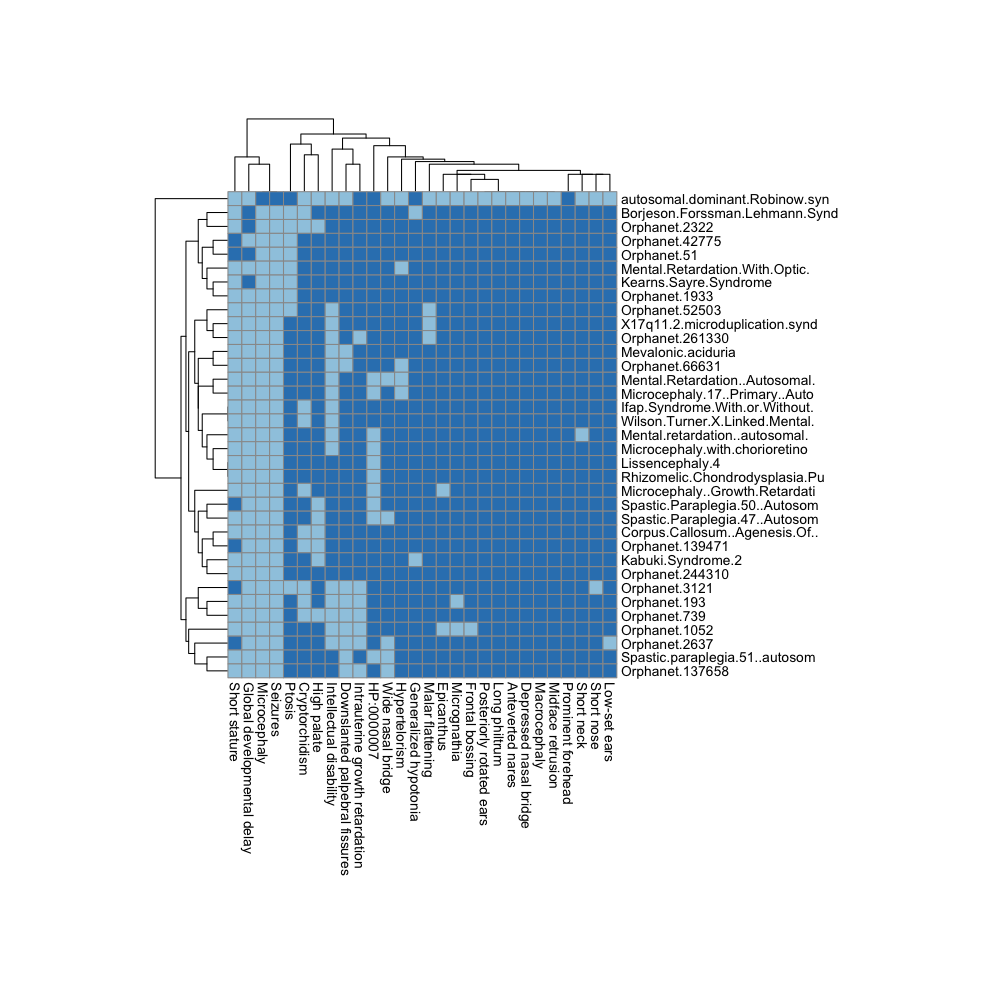 autosomal.dominant.Robinow.syn
Borjeson.Forssman.Lehmann.Synd
Orphanet.2322
Orphanet.42775
Orphanet.51
Mental.Retardation.With.Optic.
Kearns.Sayre.Syndrome
Orphanet.1933
Orphanet.52503
X17q11.2.microduplication.synd
Orphanet.261330
Mevalonic.aciduria
Orphanet.66631
Mental.Retardation..Autosomal.
Microcephaly.17..Primary..Auto
Ifap.Syndrome.With.or.Without.
Wilson.Turner.X.Linked.Mental.
Mental.retardation..autosomal.
Microcephaly.with.chorioretino
Lissencephaly.4
Rhizomelic.Chondrodysplasia.Pu
Microcephaly..Growth.Retardati
Spastic.Paraplegia.50..Autosom
Spastic.Paraplegia.47..Autosom
Corpus.Callosum..Agenesis.Of..
Orphanet.139471
Kabuki.Syndrome.2
Orphanet.244310
Orphanet.3121
Orphanet.193
Orphanet.739
Orphanet.1052
Orphanet.2637
Spastic.paraplegia.51..autosom
Orphanet.137658
Short stature
Global developmental delay
Microcephaly
Seizures
Ptosis
Cryptorchidism
High palate
Intellectual disability
Downslanted palpebral fissures
Intrauterine growth retardation
HP:0000007
Wide nasal bridge
Hypertelorism
Generalized hypotonia
Malar flattening
Epicanthus
Micrognathia
Frontal bossing
Posteriorly rotated ears
Long philtrum
Anteverted nares
Depressed nasal bridge
Macrocephaly
Midface retrusion
Prominent forehead
Short neck
Short nose
Low-set ears